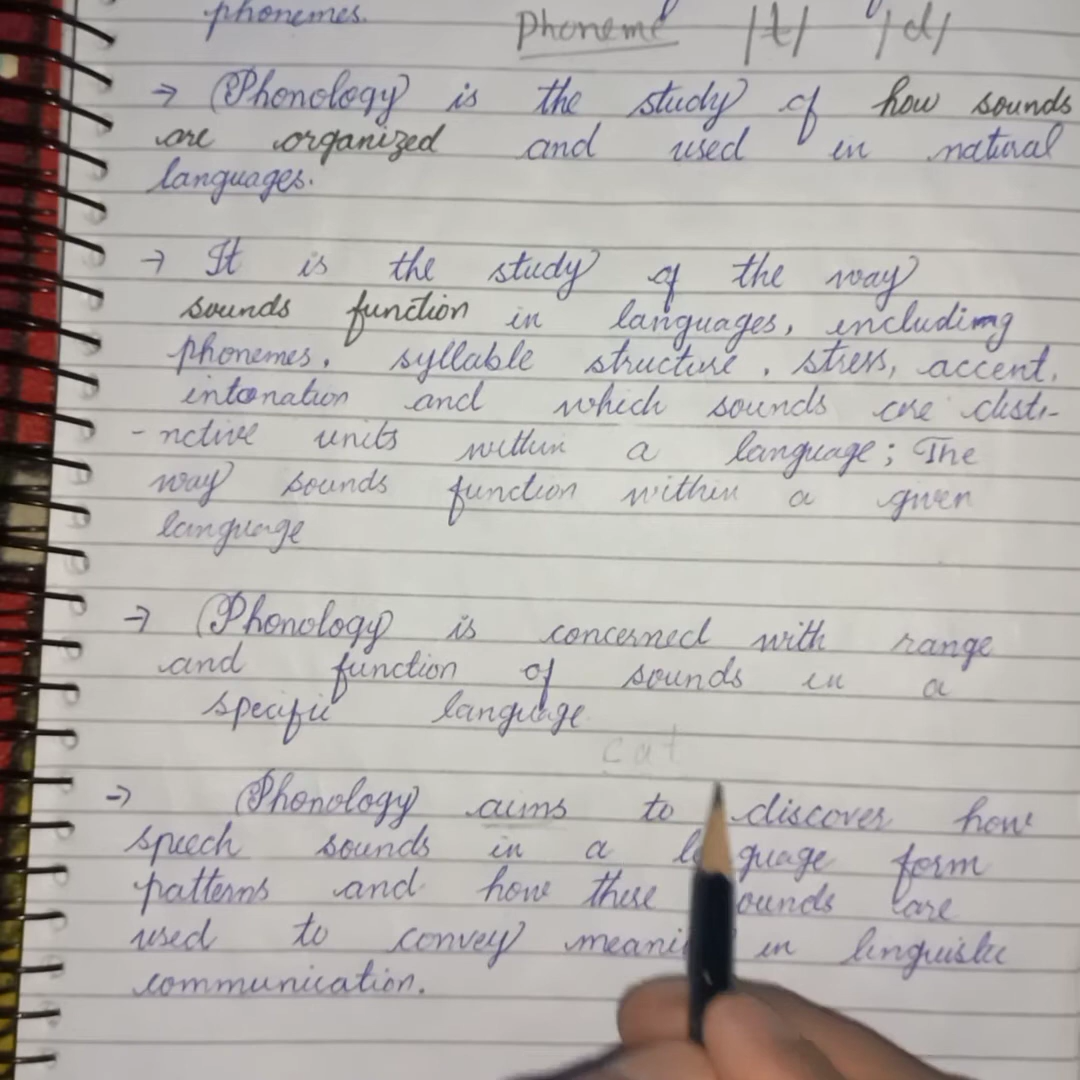 phonemes.
Phoneme /t/ /d/
→ Phonology is the study of how sounds
are organized and used in natural
languages.
→ It is the study of the way
sounds function in languages, including
phonemes, syllable structure, stress, accent,
intonation and which sounds are disti-
-nctive units within a language; The
way sounds function within a given
language
→ Phonology is concerned with range
and function of sounds in a
specific language
cat
→ Phonology aims to discover how
speech sounds in a l guage form
patterns and how these ounds are
used to convey meani in linguistic
communication.